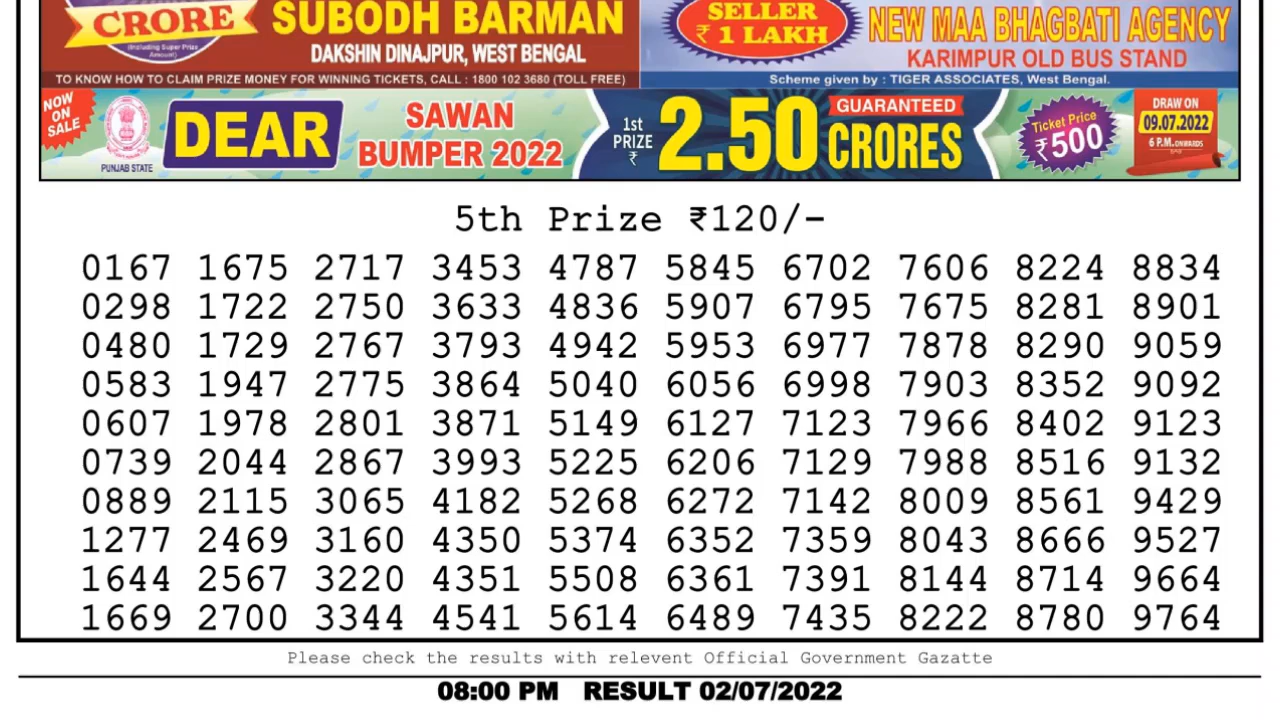 CRORE
(Including Super Prize
Amount)
SUBODH BARMAN
DAKSHIN DINAJPUR, WEST BENGAL
TO KNOW HOW TO CLAIM PRIZE MONEY FOR WINNING TICKETS, CALL : 1800 102 3680 (TOLL FREE)
SELLER
₹ 1 LAKH
NEW MAA BHAGBATI AGENCY
KARIMPUR OLD BUS STAND
Scheme given by : TIGER ASSOCIATES, West Bengal.
NOW
ON
SALE
PUNJAB STATE
DEAR
SAWAN
BUMPER 2022
1st
PRIZE
₹
2.50
GUARANTEED
CRORES
Ticket Price
₹500
DRAW ON
09.07.2022
6 P.M. ONWARDS
5th Prize ₹120/-
0167 1675 2717 3453 4787 5845 6702 7606 8224 8834
0298 1722 2750 3633 4836 5907 6795 7675 8281 8901
0480 1729 2767 3793 4942 5953 6977 7878 8290 9059
0583 1947 2775 3864 5040 6056 6998 7903 8352 9092
0607 1978 2801 3871 5149 6127 7123 7966 8402 9123
0739 2044 2867 3993 5225 6206 7129 7988 8516 9132
0889 2115 3065 4182 5268 6272 7142 8009 8561 9429
1277 2469 3160 4350 5374 6352 7359 8043 8666 9527
1644 2567 3220 4351 5508 6361 7391 8144 8714 9664
1669 2700 3344 4541 5614 6489 7435 8222 8780 9764
Please check the results with relevent Official Government Gazatte
08:00 PM RESULT 02/07/2022